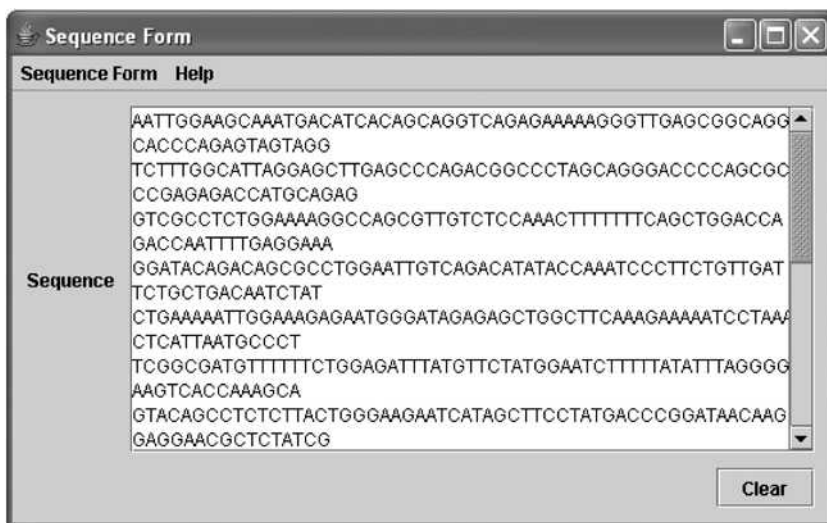 Sequence Form
Sequence Form Help
AATTGGAAGCAAATGACATCACAGCAGGTCAGAGAAAAAGGGTTGAGCGGCAGG
CACCCAGAGTAGTAGG
TCTTTGGCATTAGGAGCTTGAGCCCAGACGGCCCTAGCAGGGACCCCAGCGC
CCGAGAGACCATGCAGAG
GTCGCCTCTGGAAAAGGCCAGCGTTGTCTCCAAACTTTTTTTCAGCTGGACCA
GACCAATTTTGAGGAAA
GGATACAGACAGCGCCTGGAATTGTCAGACATATACCAAATCCCTTCTGTTGAT
TCTGCTGACAATCTAT
CTGAAAAATTGGAAAGAGAATGGGATAGAGAGCTGGCTTCAAAGAAAAATCCTAAA
CTCATTAATGCCCT
TCGGCGATGTTTTTTCTGGAGATTTATGTTCTATGGAATCTTTTTATATTTAGGGG
AAGTCACCAAAGCA
GTACAGCCTCTCTTACTGGGAAGAATCATAGCTTCCTATGACCCGGATAACAAG
GAGGAACGCTCTATCG
Sequence
Clear